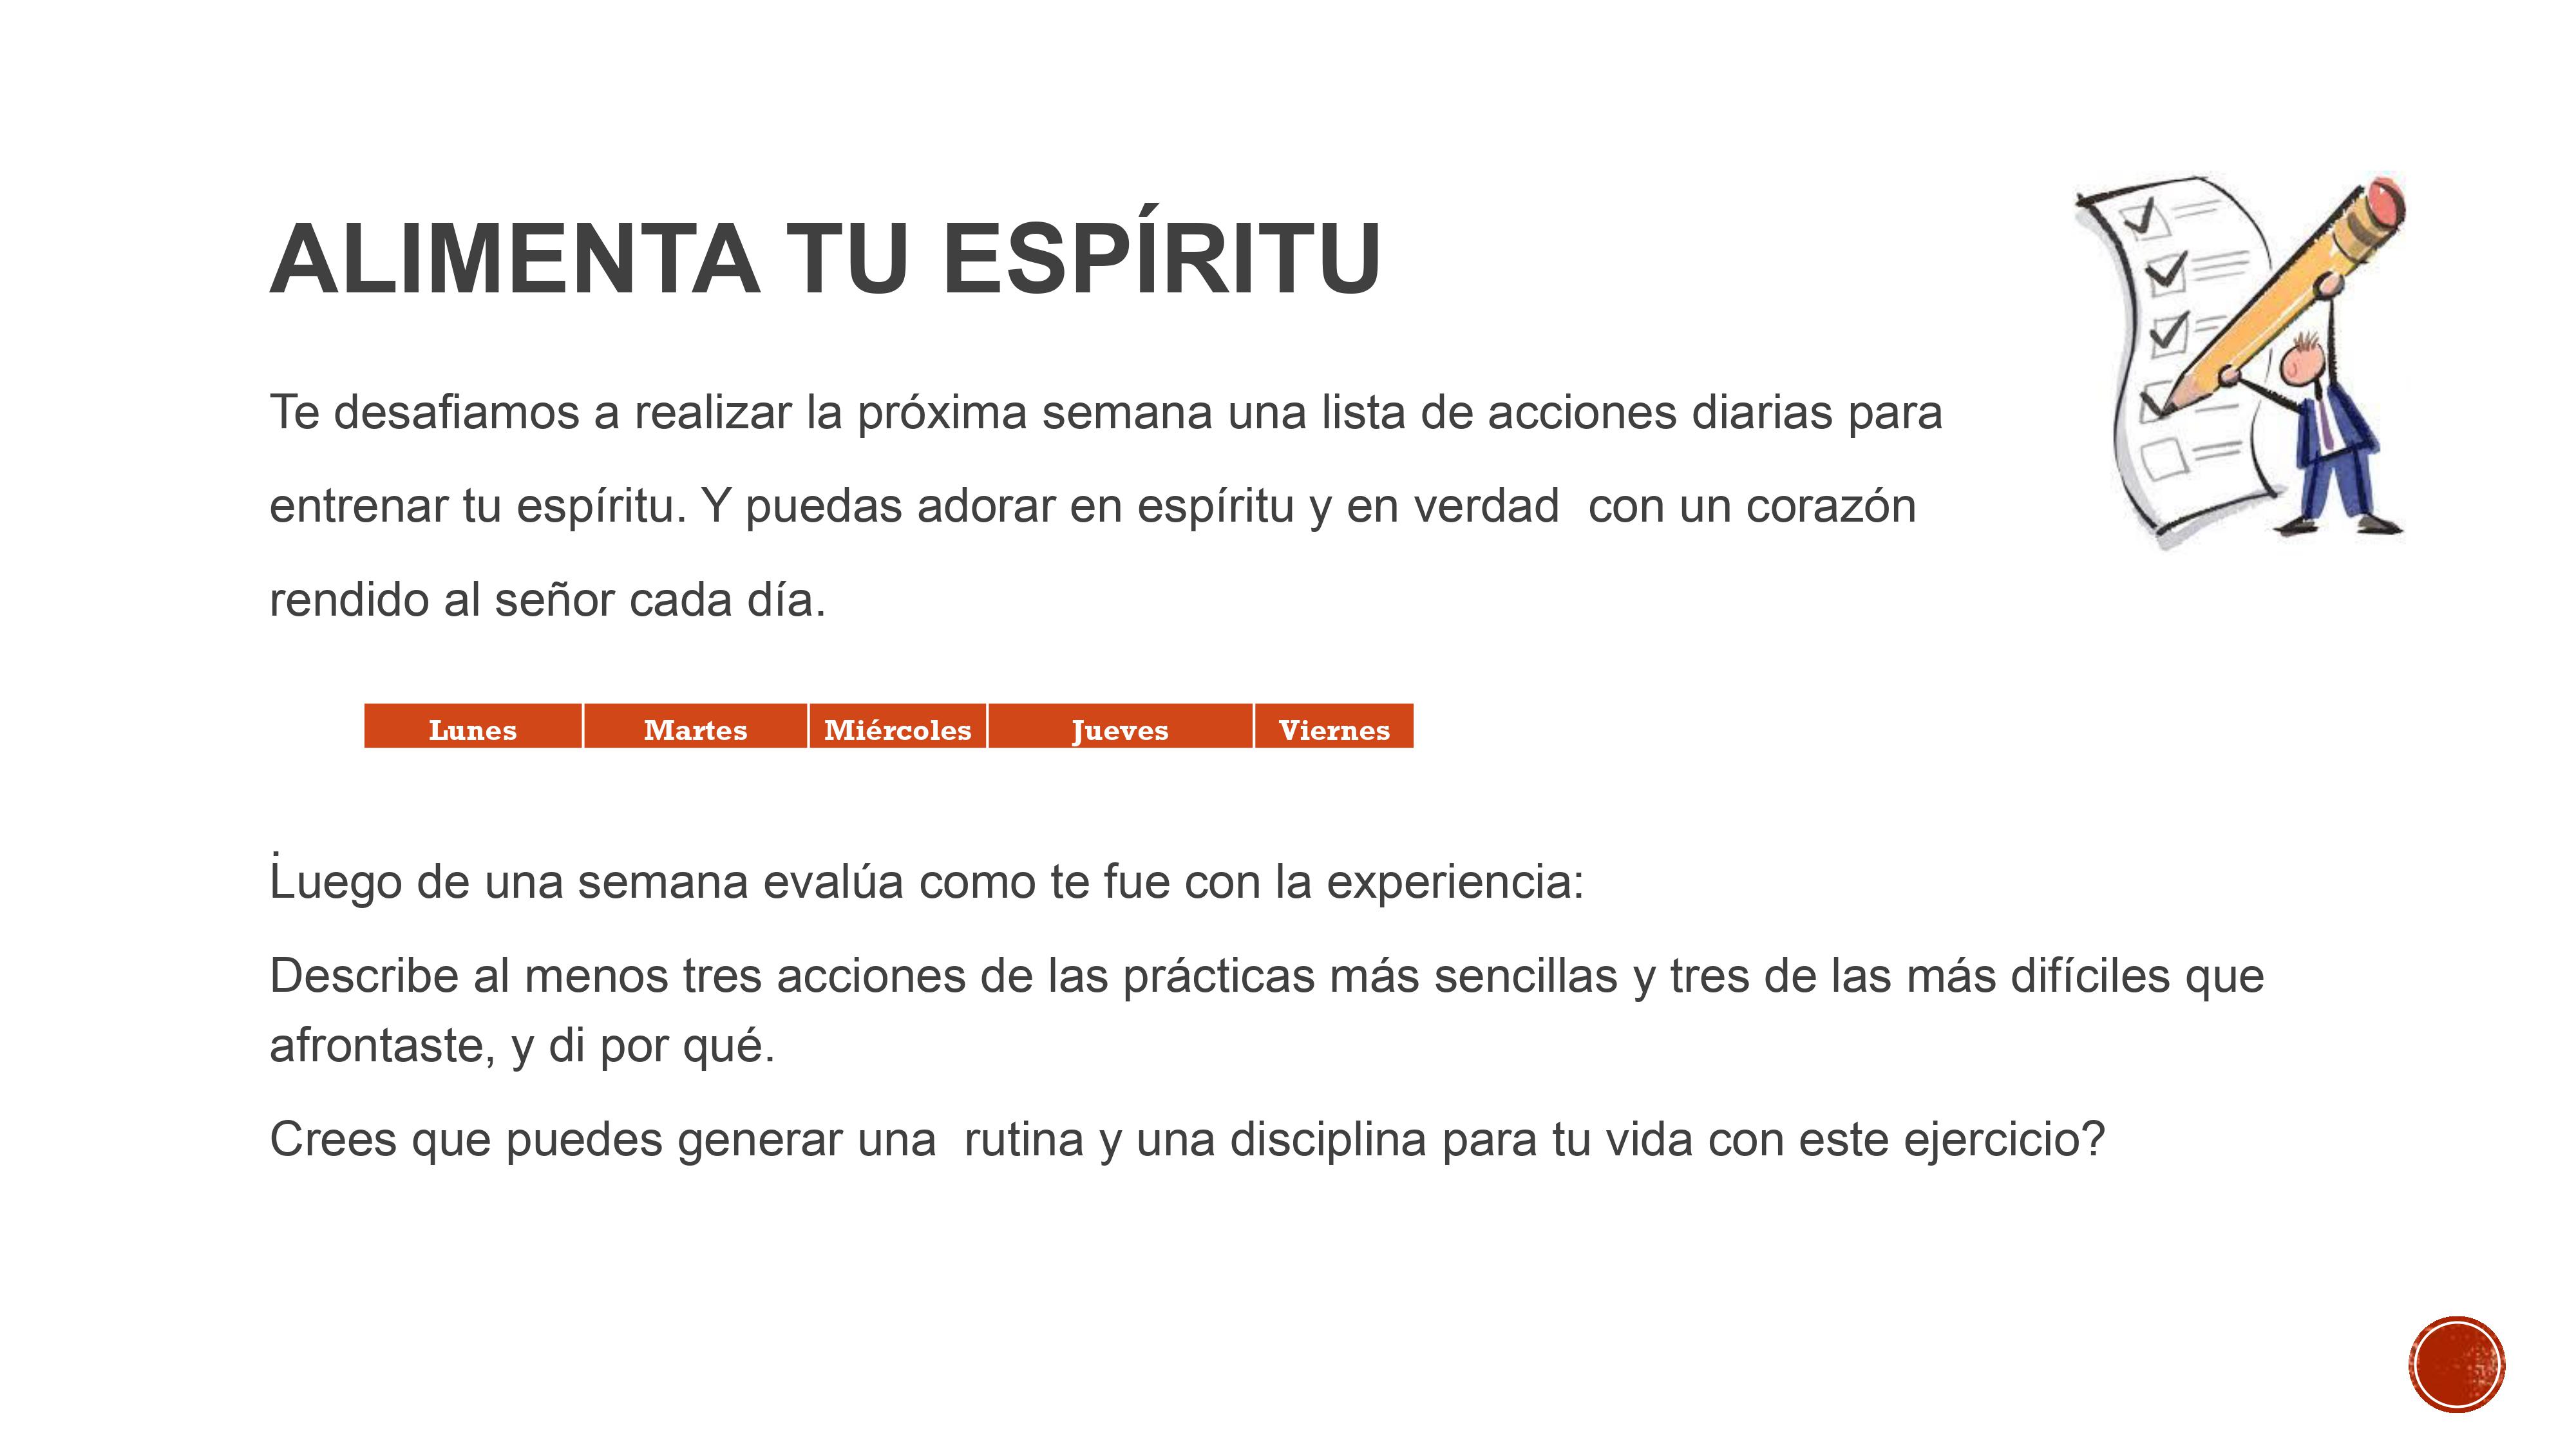 ALIMENTA TU ESPÍRITU
Te desafiamos a realizar la próxima semana una lista de acciones diarias para
entrenar tu espíritu. Y puedas adorar en espíritu y en verdad  con un corazón
rendido al señor cada día.
Lunes Martes Miércoles Jueves Viernes
.
Luego de una semana evalúa como te fue con la experiencia:
Describe al menos tres acciones de las prácticas más sencillas y tres de las más difíciles que
afrontaste, y di por qué.
Crees que puedes generar una  rutina y una disciplina para tu vida con este ejercicio?